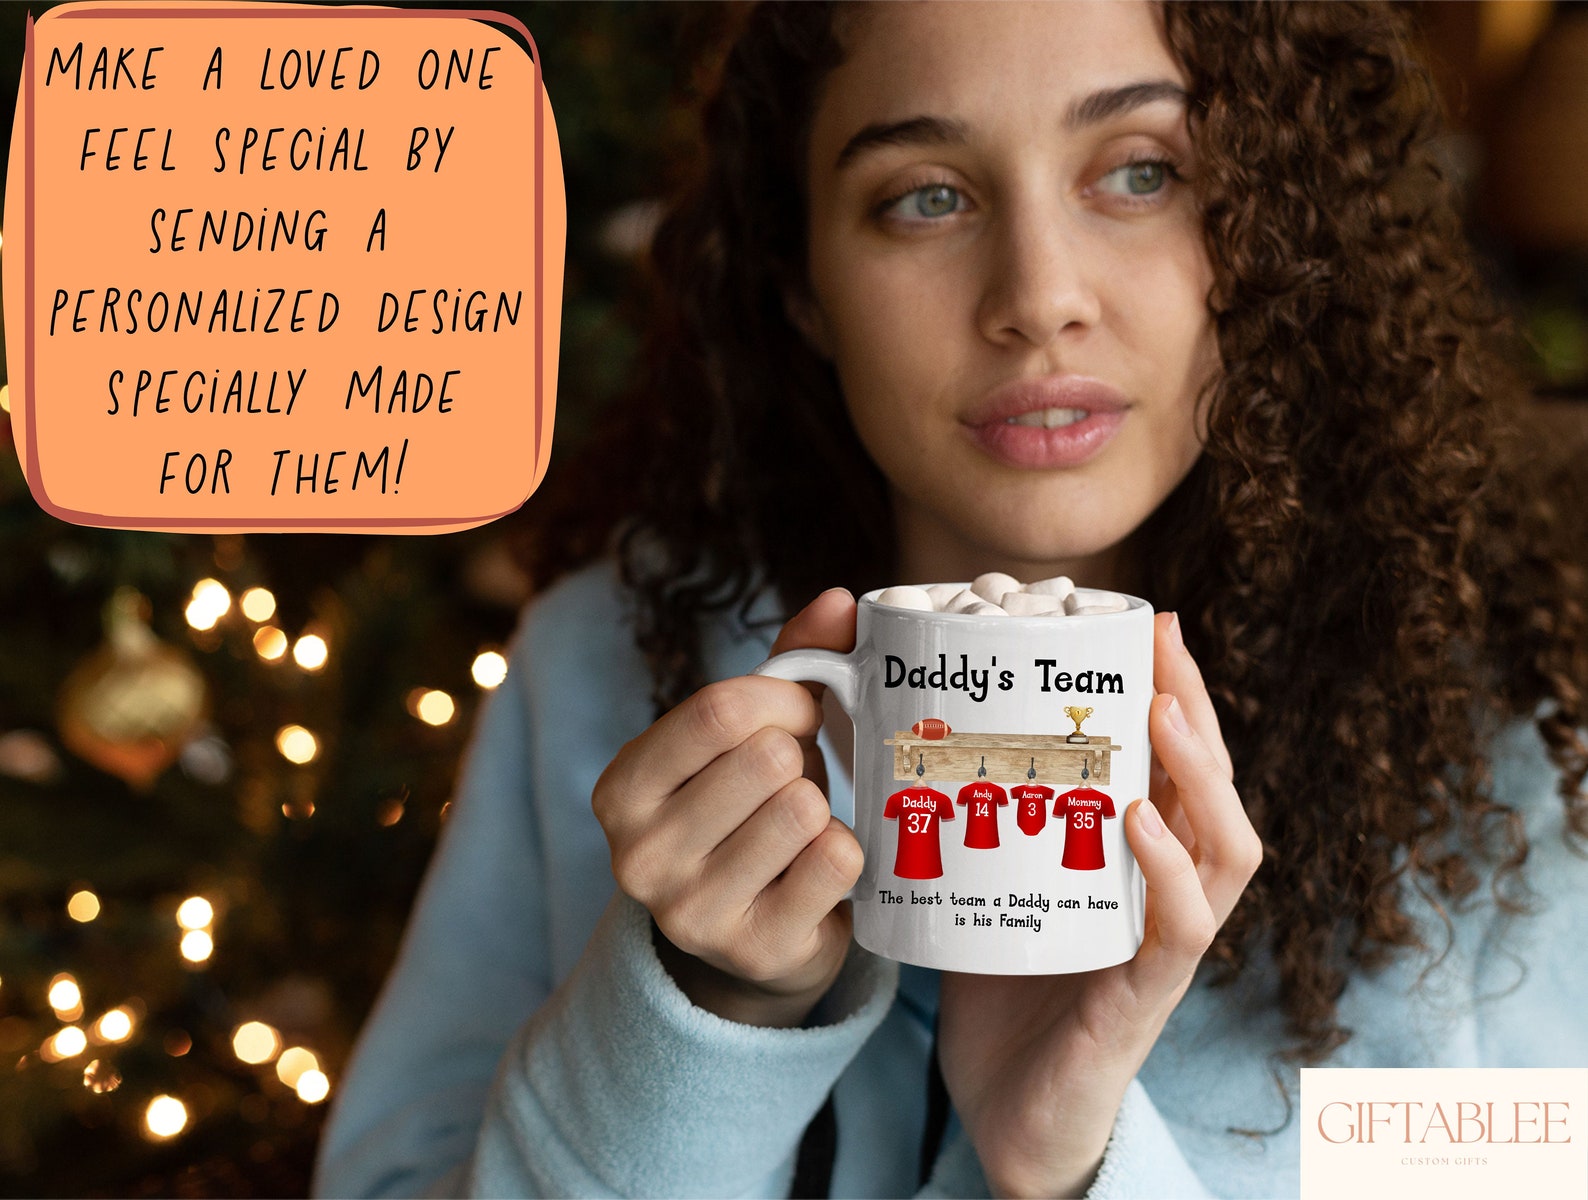 MAKE A LOVED ONE
FEEL SPECIAL BY
SENDING A
PERSONALIZED DESIGN
SPECIALLY MADE
FOR THEM!
Daddy's Team
Daddy
37
Andy
14
Aaron
3
Mommy
35
The best team a Daddy can have
is his Family
GIFTABLEE
CUSTOM GIFTS